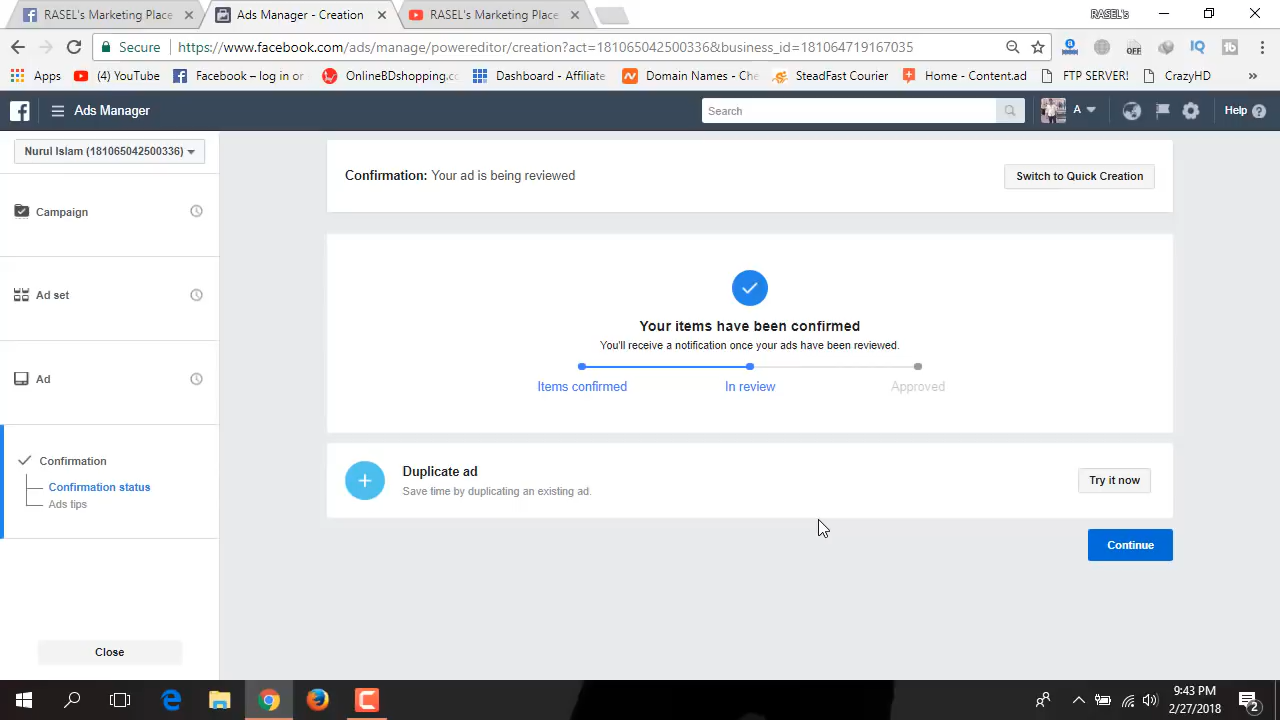 RASEL's Marketing Place
Ads Manager - Creation
RASEL's Marketing Place
RASEL's
Secure
https://www.facebook.com/ads/manage/powereditor/creation?act=181065042500336&business_id=181064719167035
OFF
IQ
Apps
(4) YouTube
Facebook – log in or
OnlineBDshopping.c
Dashboard - Affiliate
Domain Names - Che
SteadFast Courie
Home - Content.ad
FTP SERVER!
CrazyHD
Ads Manager
Search
A
Help
Nurul Islam (181065042500336)
Confirmation: Your ad is being reviewed
Switch to Quick Creation
Campaign
Ad set
Ad
Confirmation
Confirmation status
Ads tips
Close
Your items have been confirmed
You'll receive a notification once your ads have been reviewed.
Items confirmed
In review
Approved
Duplicate ad
Save time by duplicating an existing ad.
Try it now
Continue
9:43 PM
2/27/2018
2